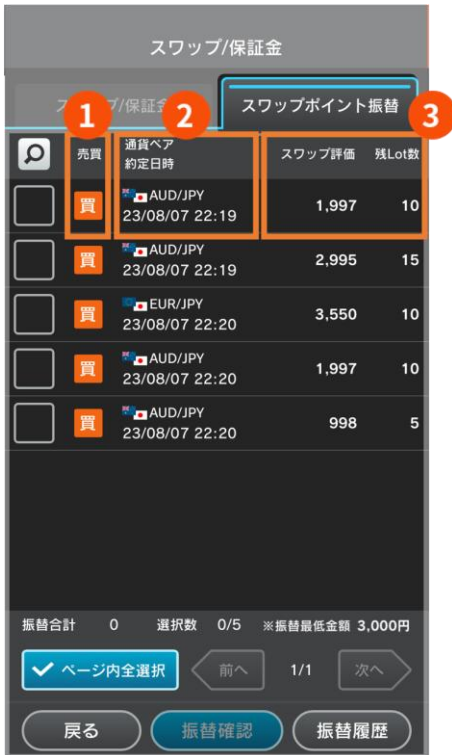 スワップ/保証金
スワップ/保証金
スワップポイント振替
1
2
3
売買
通貨ペア
約定日時
スワップ評価
残Lot数
買
AUD/JPY
23/08/07 22:19
1,997
10
買
AUD/JPY
23/08/07 22:19
2,995
15
買
EUR/JPY
23/08/07 22:20
3,550
10
買
AUD/JPY
23/08/07 22:20
1,997
10
買
AUD/JPY
23/08/07 22:20
998
5
振替合計 0 選択数 0/5 ※振替最低金額 3,000円
ページ内全選択 前へ 1/1 次へ
戻る 振替確認 振替履歴